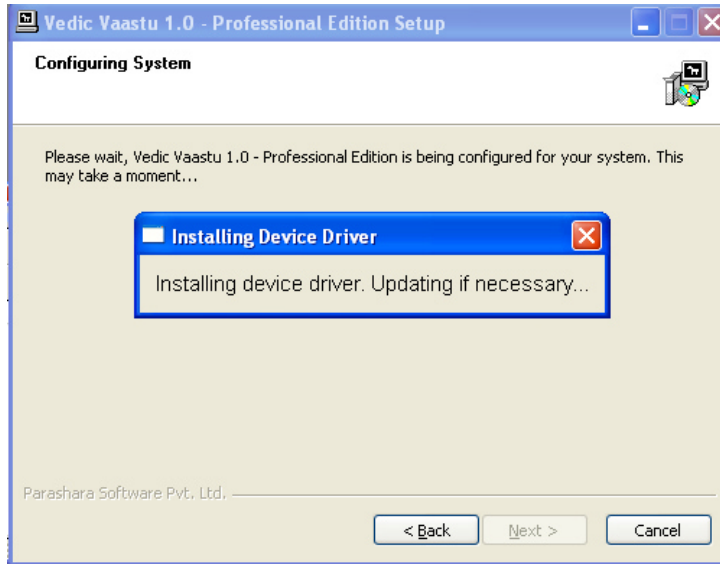 Vedic Vaastu 1.0 - Professional Edition Setup
Configuring System
Please wait, Vedic Vaastu 1.0 - Professional Edition is being configured for your system. This
may take a moment...
Installing Device Driver
Installing device driver. Updating if necessary...
Parashara Software Pvt. Ltd.
< Back Next > Cancel